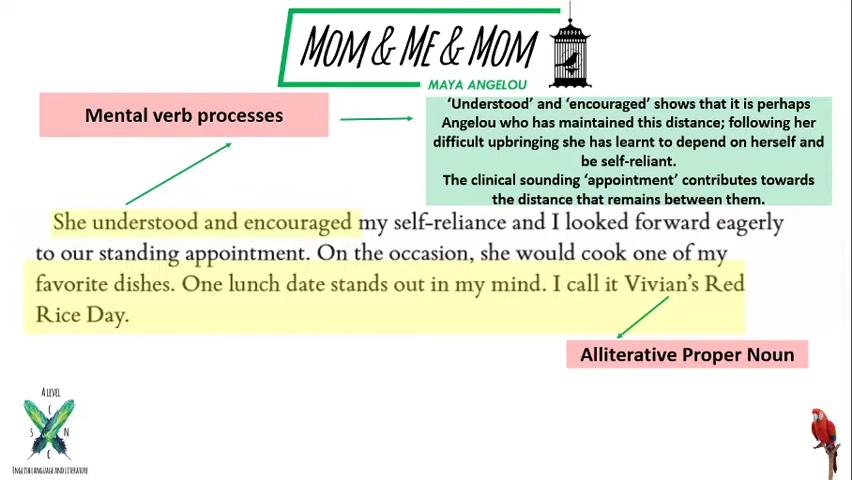 MOM & ME & MOM
MAYA ANGELOU
Mental verb processes
‘Understood’ and ‘encouraged’ shows that it is perhaps
Angelou who has maintained this distance; following her
difficult upbringing she has learnt to depend on herself and
be self-reliant.
The clinical sounding ‘appointment’ contributes towards
the distance that remains between them.
She understood and encouraged my self-reliance and I looked forward eagerly
to our standing appointment. On the occasion, she would cook one of my
favorite dishes. One lunch date stands out in my mind. I call it Vivian’s Red
Rice Day.
Alliterative Proper Noun
A LEVEL
C
S N
C
ENGLISH LANGUAGE AND LITERATURE